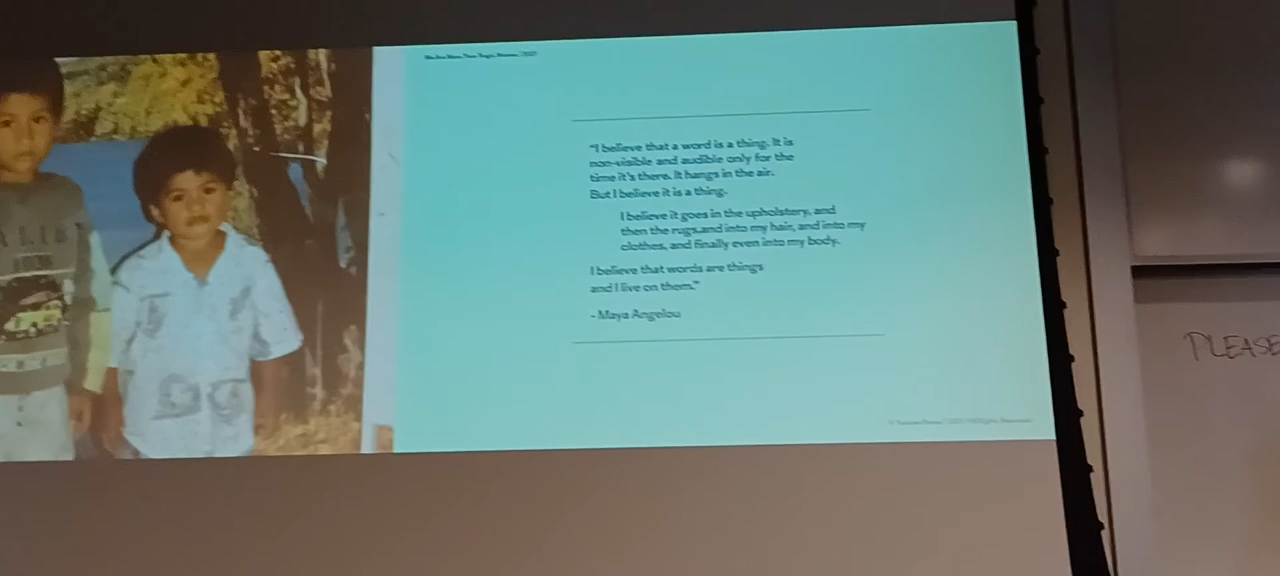 "I believe that a word is a thing. It is
non-visible and audible only for the
time it's there. It hangs in the air.
But I believe it is a thing.
I believe it goes in the upholstery, and
then the rugs,and into my hair, and into my
clothes, and finally even into my body.
I believe that words are things
and I live on them."
- Maya Angelou
PLEASE